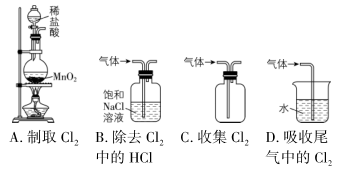 稀
盐
酸
MnO₂
气体
饱和
NaCl
溶液
气体
气体
水
A. 制取 Cl₂
B. 除去 Cl₂
中的 HCl
C. 收集 Cl₂
D. 吸收尾
气中的 Cl₂